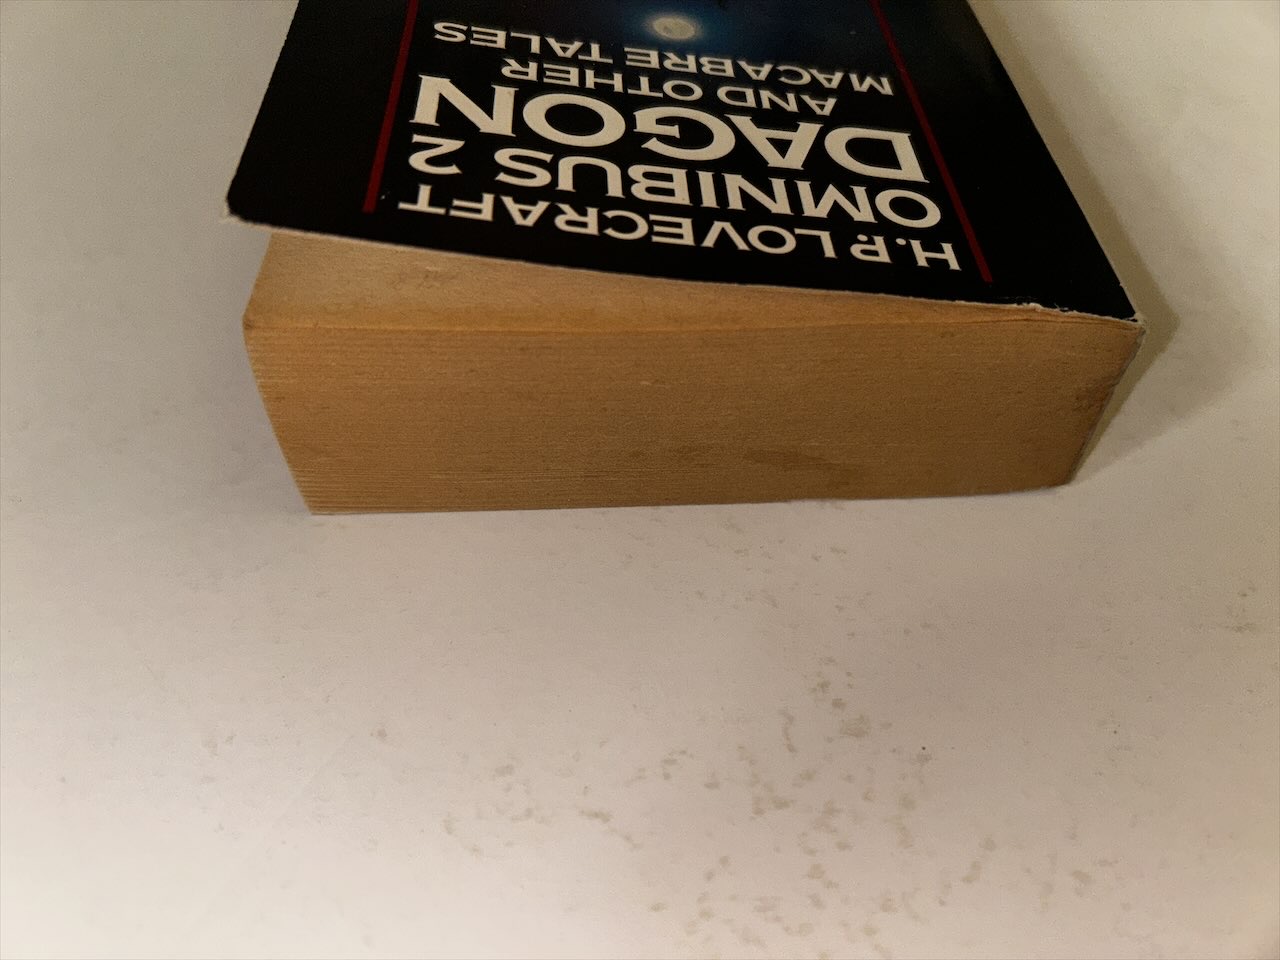 H.P. LOVECRAFT
OMNIBUS 2
DAGON
AND OTHER
MACABRE TALES